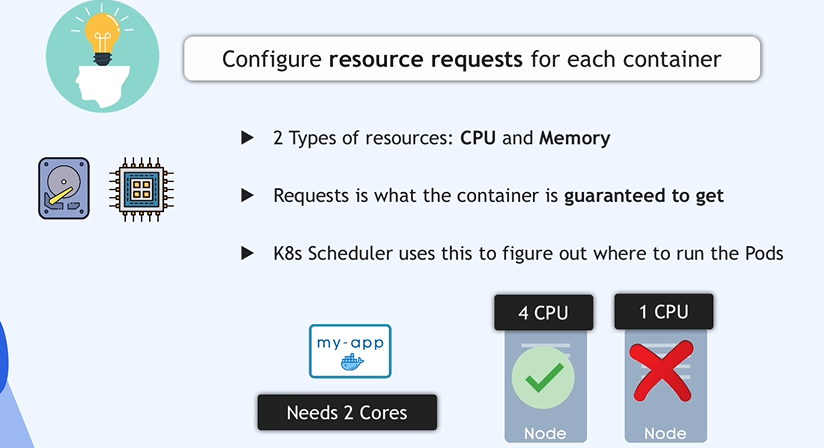 Configure resource requests for each container
2 Types of resources: CPU and Memory
Requests is what the container is guaranteed to get
K8s Scheduler uses this to figure out where to run the Pods
4 CPU
1 CPU
my-app
Needs 2 Cores
Node
Node